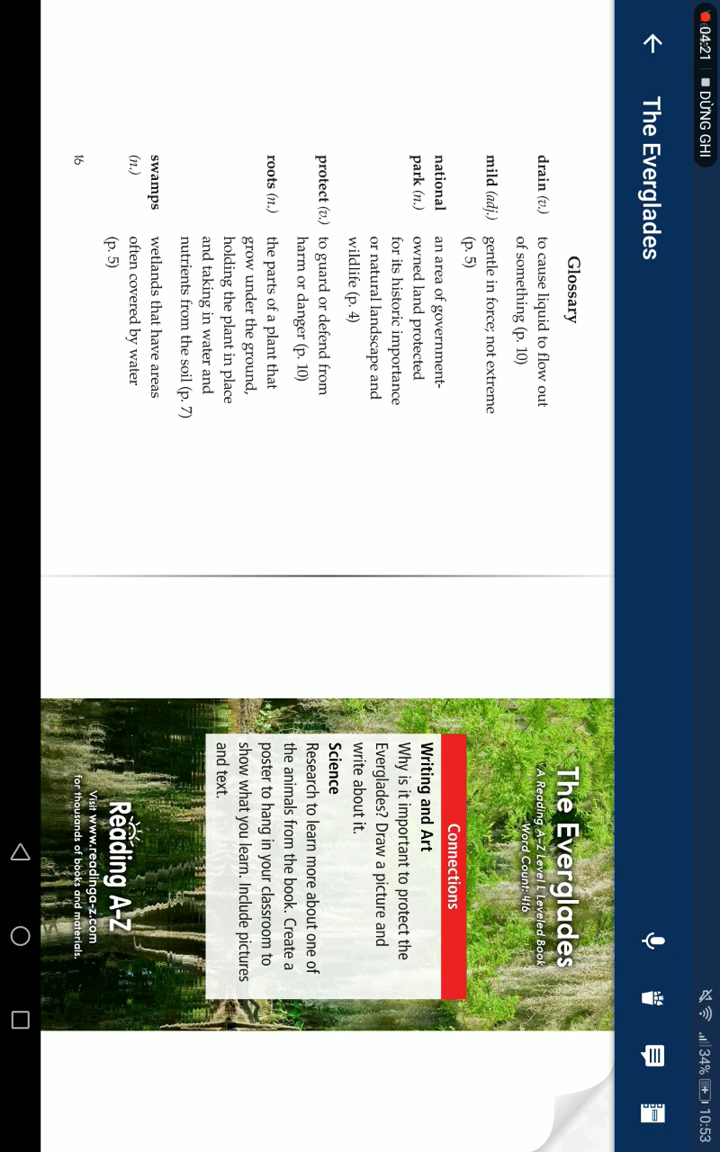 04:21 DỪNG GHI
34% 10:53
The Everglades
Glossary
drain (v.) to cause liquid to flow out
of something (p. 10)
mild (adj.) gentle in force; not extreme
(p. 5)
national an area of government-
park (n.) owned land protected
for its historic importance
or natural landscape and
wildlife (p. 4)
protect (v.) to guard or defend from
harm or danger (p. 10)
roots (n.) the parts of a plant that
grow under the ground,
holding the plant in place
and taking in water and
nutrients from the soil (p. 7)
swamps wetlands that have areas
(n.) often covered by water
(p. 5)
16
The Everglades
A Reading A–Z Level L Leveled Book
Word Count: 416
Connections
Writing and Art
Why is it important to protect the
Everglades? Draw a picture and
write about it.
Science
Research to learn more about one of
the animals from the book. Create a
poster to hang in your classroom to
show what you learn. Include pictures
and text.
Reading A-Z
Visit www.readinga-z.com
for thousands of books and materials.